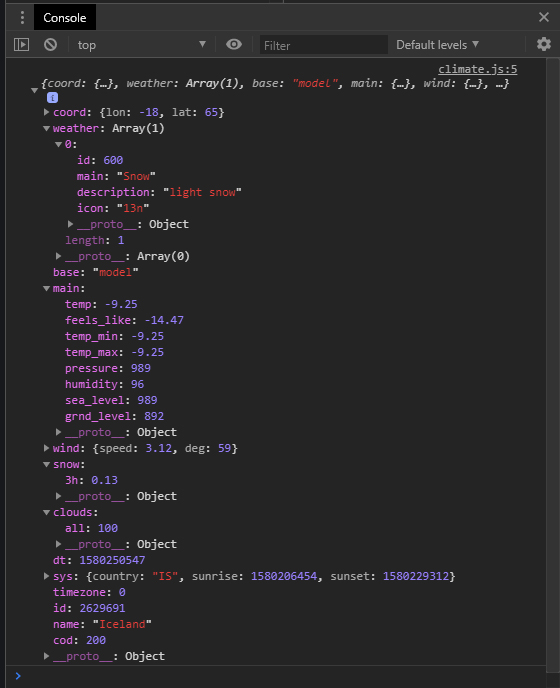 Console
top
Filter
Default levels
climate.js:5
{coord: {…}, weather: Array(1), base: "model", main: {…}, wind: {…}, …}
i
coord: {lon: -18, lat: 65}
weather: Array(1)
0:
id: 600
main: "Snow"
description: "light snow"
icon: "13n"
__proto__: Object
length: 1
__proto__: Array(0)
base: "model"
main:
temp: -9.25
feels_like: -14.47
temp_min: -9.25
temp_max: -9.25
pressure: 989
humidity: 96
sea_level: 989
grnd_level: 892
__proto__: Object
wind: {speed: 3.12, deg: 59}
snow:
3h: 0.13
__proto__: Object
clouds:
all: 100
__proto__: Object
dt: 1580250547
sys: {country: "IS", sunrise: 1580206454, sunset: 1580229312}
timezone: 0
id: 2629691
name: "Iceland"
cod: 200
__proto__: Object